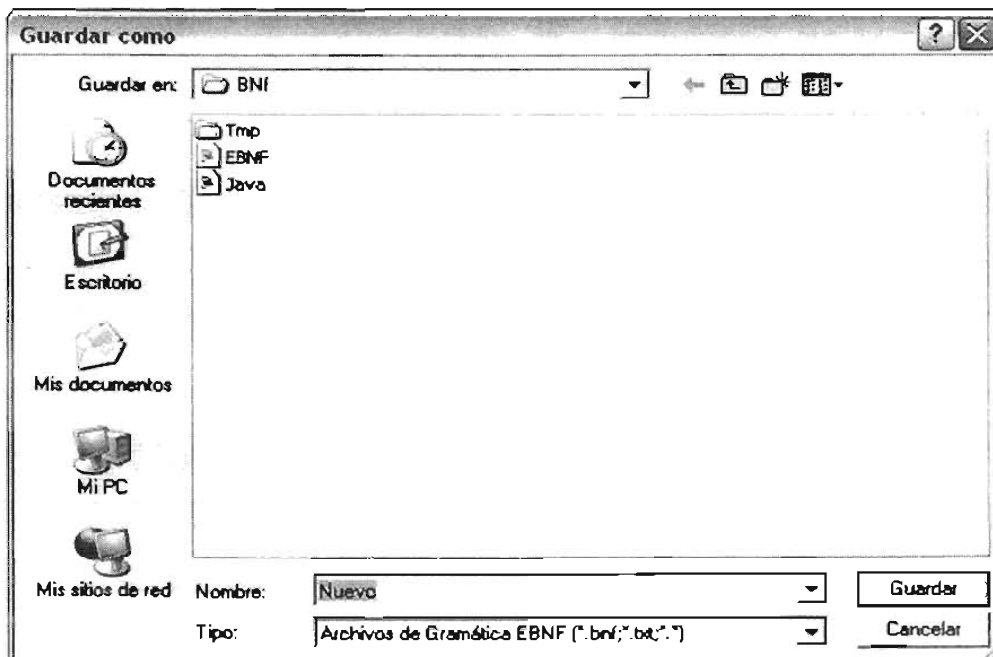 Guardar como
Guardar en: BNf
Tmp
EBNF
Java
Documentos
recientes
Escritorio
Mis documentos
Mi PC
Mis sitios de red
Nombre: Nuevo
Guardar
Tipo: Archivos de Gramática EBNF (*.bnf;*.txt;*.*)
Cancelar